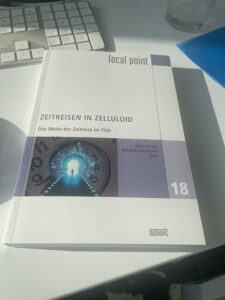 focal point
ZEITREISEN IN ZELLULOID
Das Motiv der Zeitreise im Film
18